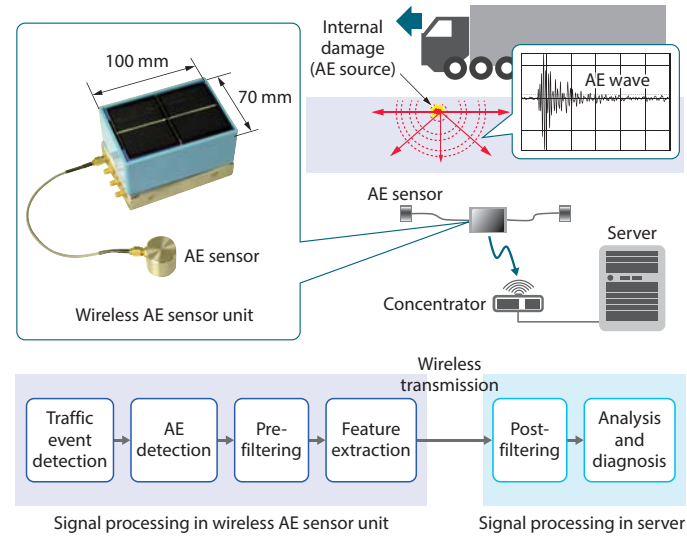 100 mm
70 mm
AE sensor
Wireless AE sensor unit
Internal
damage
(AE source)
AE wave
AE sensor
Server
Concentrator
Wireless
transmission
Traffic
event
detection
AE
detection
Pre-
filtering
Feature
extraction
Post-
filtering
Analysis
and
diagnosis
Signal processing in wireless AE sensor unit
Signal processing in server